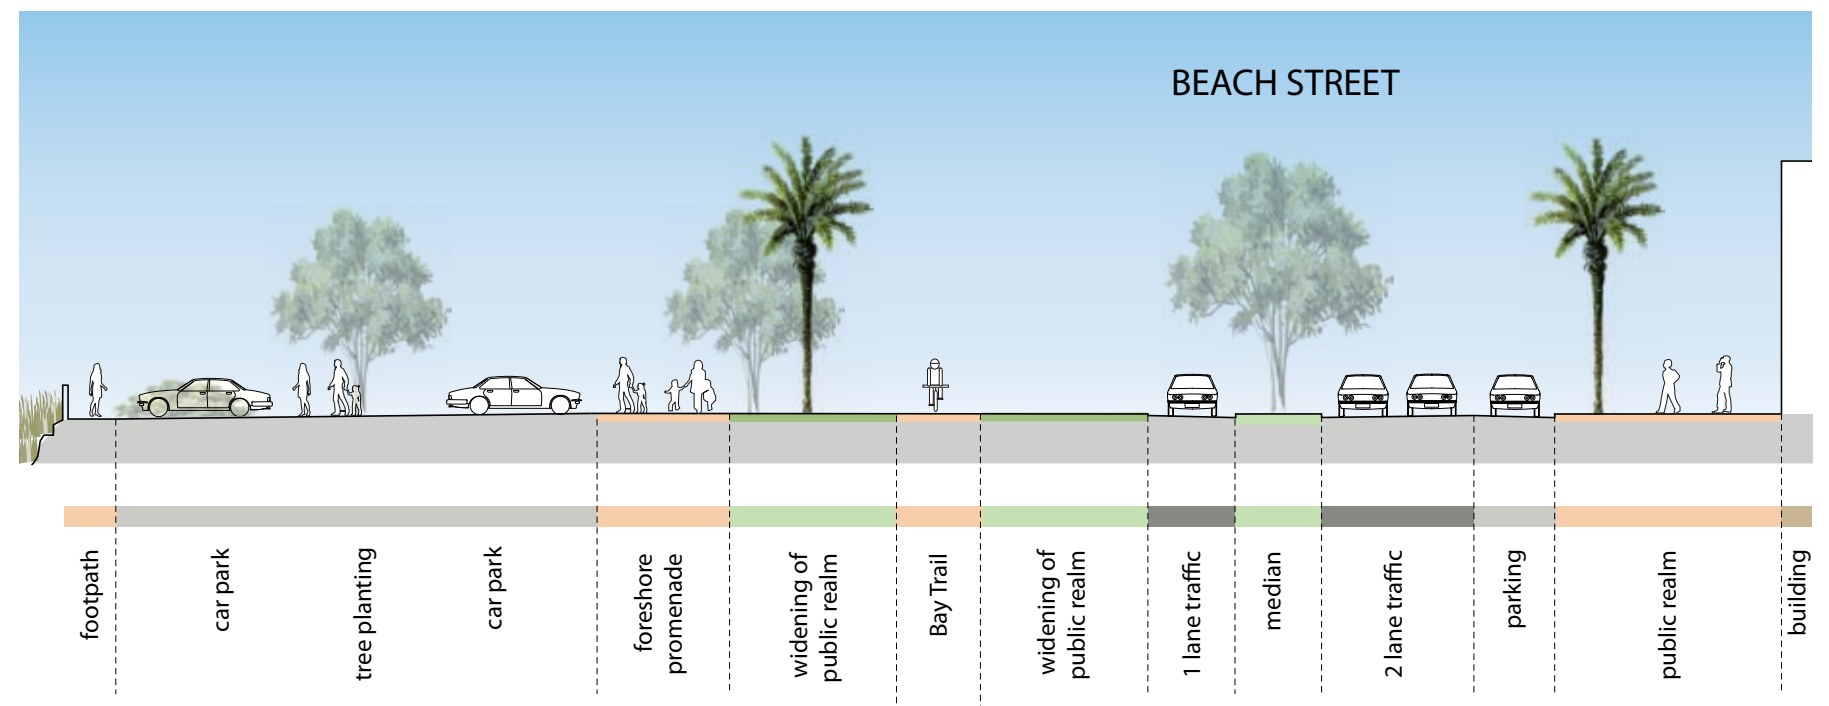 BEACH STREET
footpath
car park
tree planting
car park
foreshore
promenade
widening of
public realm
Bay Trail
widening of
public realm
1 lane traffic
median
2 lane traffic
parking
public realm
building